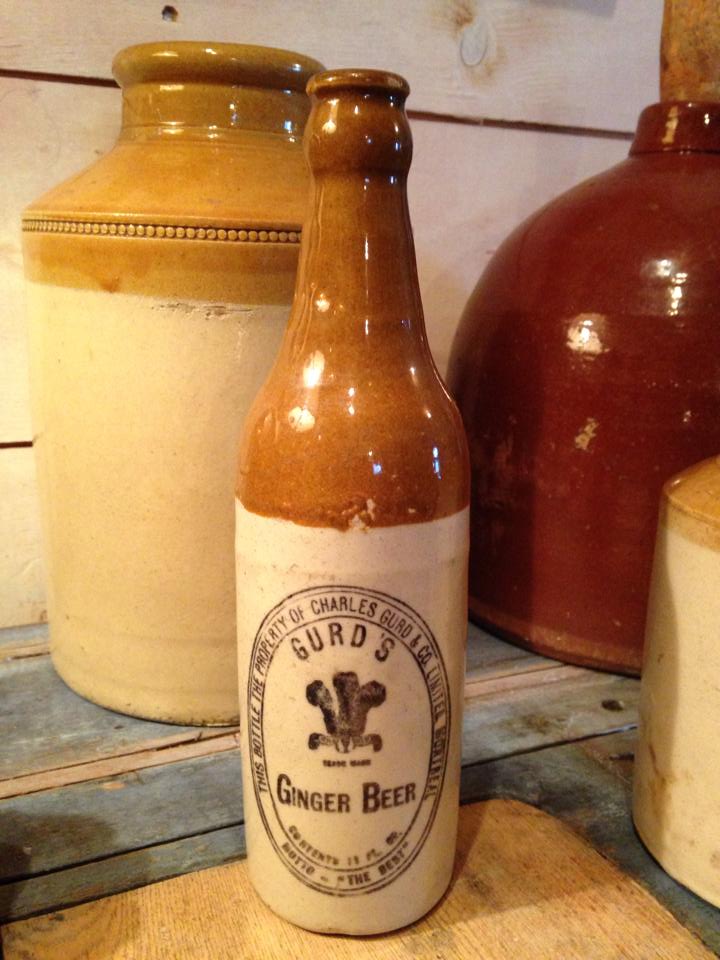 THIS BOTTLE THE PROPERTY OF CHARLES GURD & CO. LIMITED MONTREAL
GURD'S
TRADE MARK
GINGER BEER
CONTENTS FL. OZ.
MOTTO - "THE BEST"